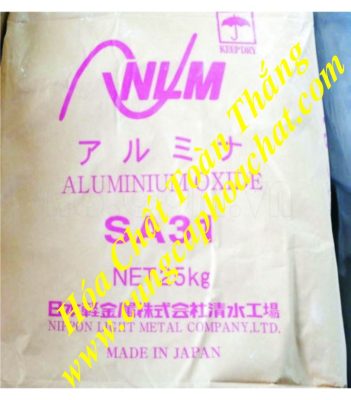 KEEP DRY
NLM
アルミナ
ALUMINIUM OXIDE
SA31
NET 25kg
日本軽金属株式会社清水工場
NIPPON LIGHT METAL COMPANY,LTD.
MADE IN JAPAN
Hóa Chất Toàn Thắng
www.cungcaphoachat.com